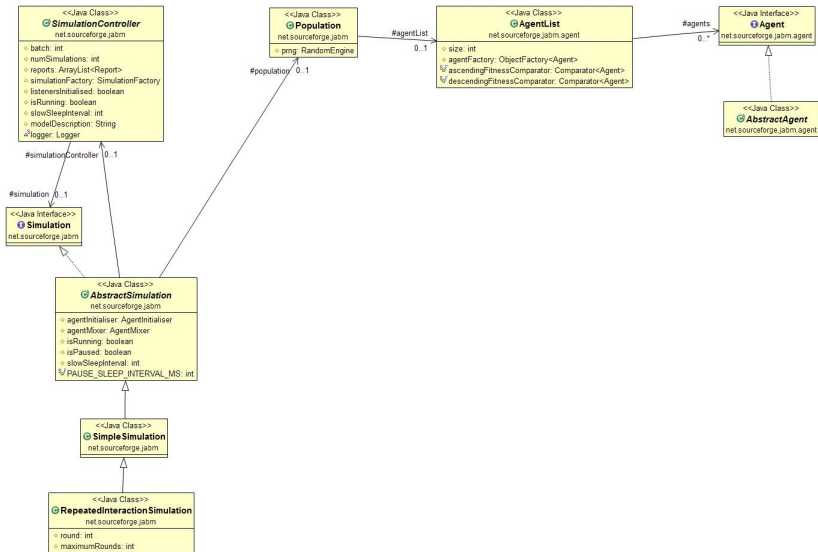 <<Java Class>>
SimulationController
net.sourceforge.jabm
batch: int
numSimulations: int
reports: ArrayList<Report>
simulationFactory: SimulationFactory
listenersInitialised: boolean
isRunning: boolean
slowSleepInterval: int
modelDescription: String
logger: Logger
<<Java Class>>
Population
net.sourceforge.jabm
prng: RandomEngine
#agentList
0..1
<<Java Class>>
AgentList
net.sourceforge.jabm.agent
size: int
agentFactory: ObjectFactory<Agent>
ascendingFitnessComparator: Comparator<Agent>
descendingFitnessComparator: Comparator<Agent>
#agents
0..*
<<Java Interface>>
Agent
net.sourceforge.jabm.agent
<<Java Class>>
AbstractAgent
net.sourceforge.jabm.agent
#population 0..1
#simulationController 0..1
#simulation 0..1
<<Java Interface>>
Simulation
net.sourceforge.jabm
<<Java Class>>
AbstractSimulation
net.sourceforge.jabm
agentInitialiser: AgentInitialiser
agentMixer: AgentMixer
isRunning: boolean
isPaused: boolean
slowSleepInterval: int
PAUSE_SLEEP_INTERVAL_MS: int
<<Java Class>>
SimpleSimulation
net.sourceforge.jabm
<<Java Class>>
RepeatedInteractionSimulation
net.sourceforge.jabm
round: int
maximumRounds: int